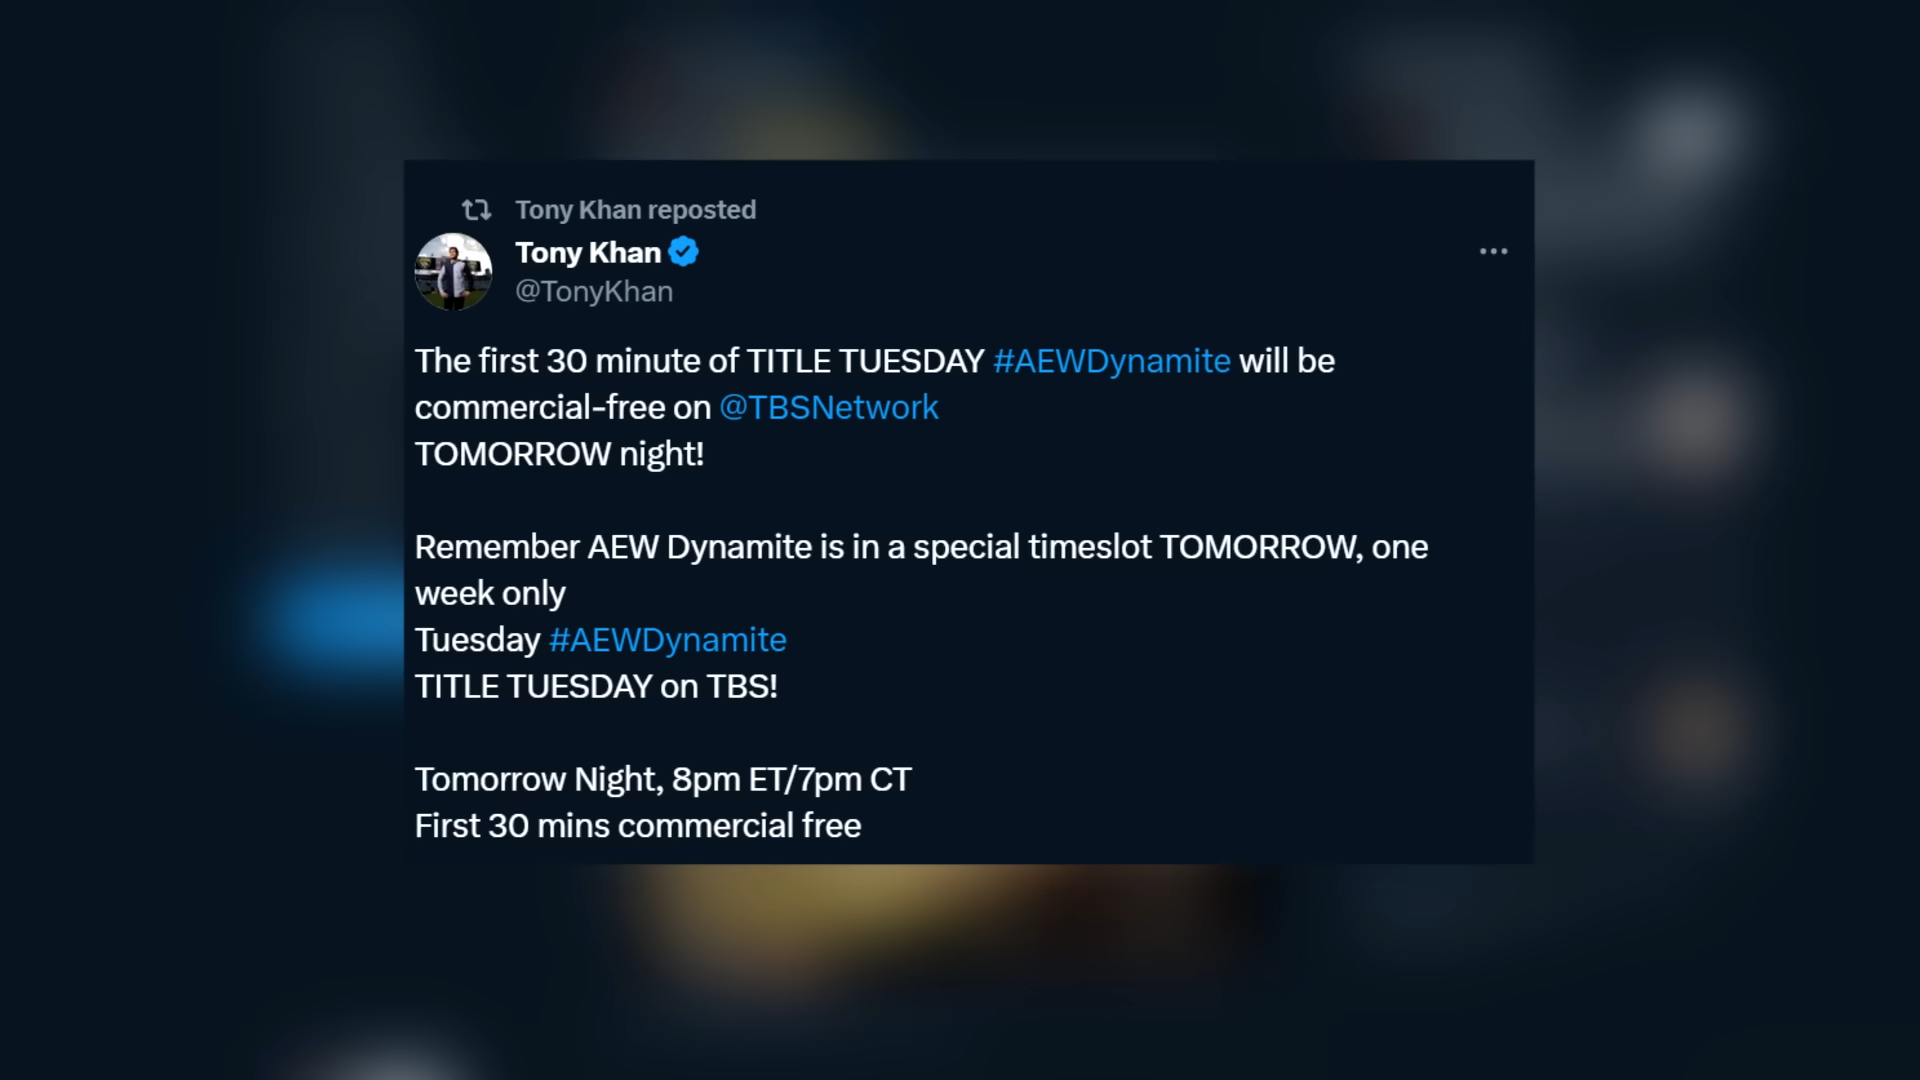 Tony Khan reposted
Tony Khan
@TonyKhan
The first 30 minute of TITLE TUESDAY #AEWDynamite will be
commercial-free on @TBSNetwork
TOMORROW night!
Remember AEW Dynamite is in a special timeslot TOMORROW, one
week only
Tuesday #AEWDynamite
TITLE TUESDAY on TBS!
Tomorrow Night, 8pm ET/7pm CT
First 30 mins commercial free